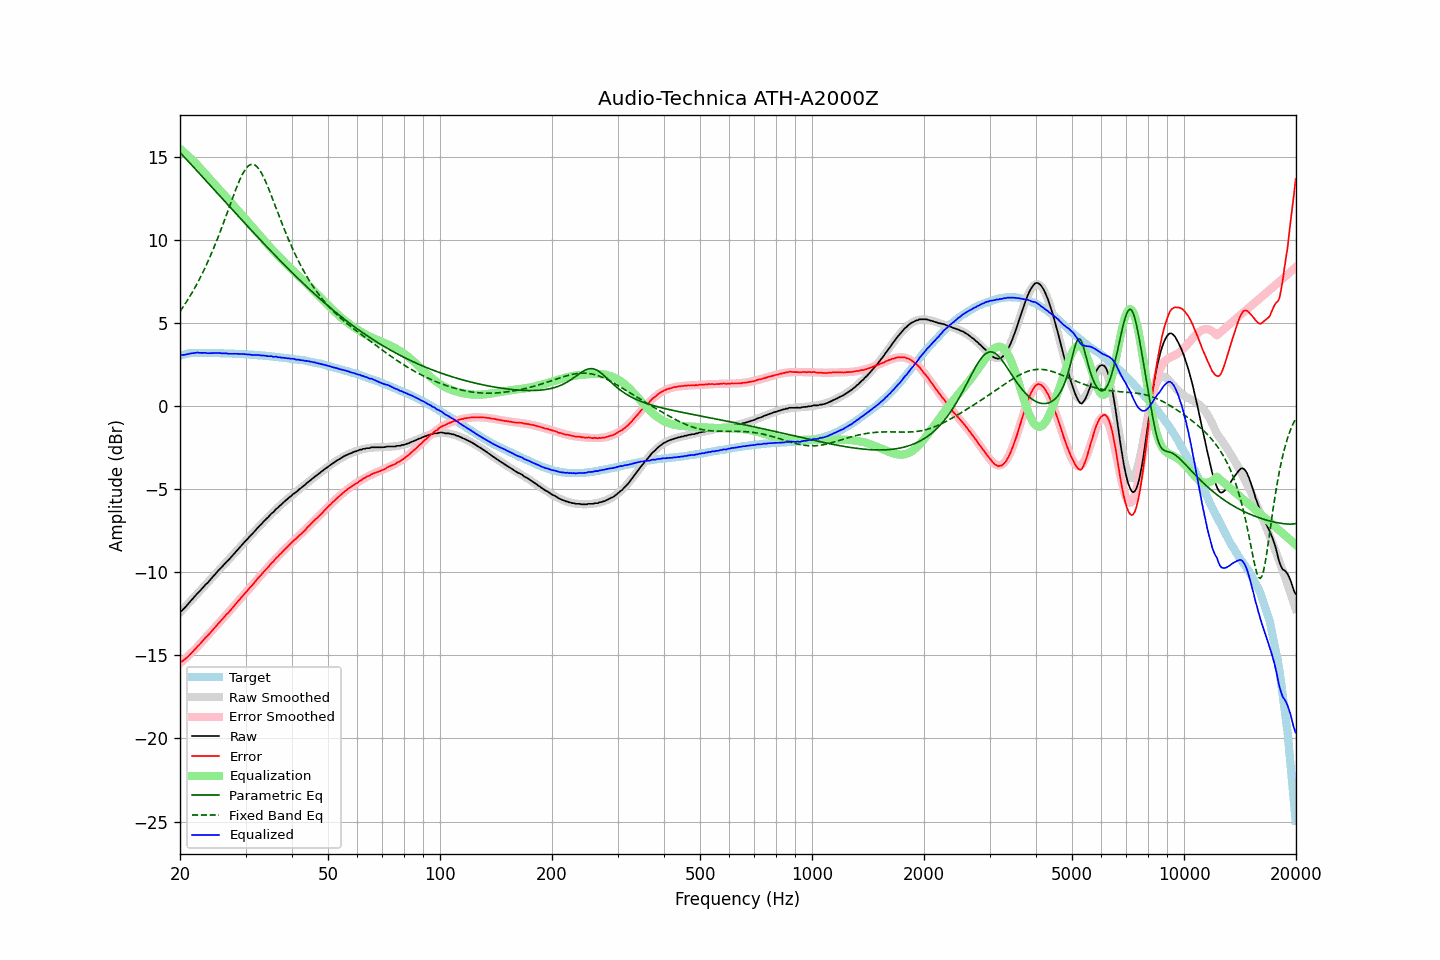 Audio-Technica ATH-A2000Z
Amplitude (dBr)
15
10
5
0
−5
−10
−15
−20
−25
Target
Raw Smoothed
Error Smoothed
Raw
Error
Equalization
Parametric Eq
Fixed Band Eq
Equalized
20
50
100
200
500
1000
2000
5000
10000
20000
Frequency (Hz)